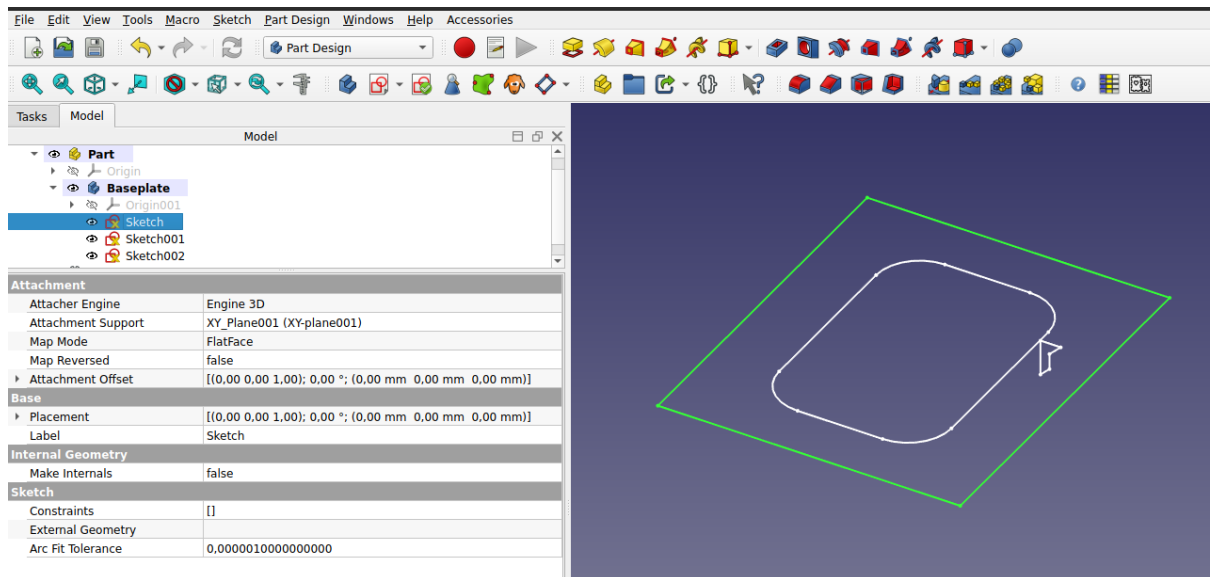 File Edit View Tools Macro Sketch Part Design Windows Help Accessories
Part Design
Tasks Model
Model
Part
Origin
Baseplate
Origin001
Sketch
Sketch001
Sketch002
Attachment
Attacher Engine Engine 3D
Attachment Support XY_Plane001 (XY-plane001)
Map Mode FlatFace
Map Reversed false
Attachment Offset [(0,00 0,00 1,00); 0,00 °; (0,00 mm 0,00 mm 0,00 mm)]
Base
Placement [(0,00 0,00 1,00); 0,00 °; (0,00 mm 0,00 mm 0,00 mm)]
Label Sketch
Internal Geometry
Make Internals false
Sketch
Constraints []
External Geometry
Arc Fit Tolerance 0,0000010000000000